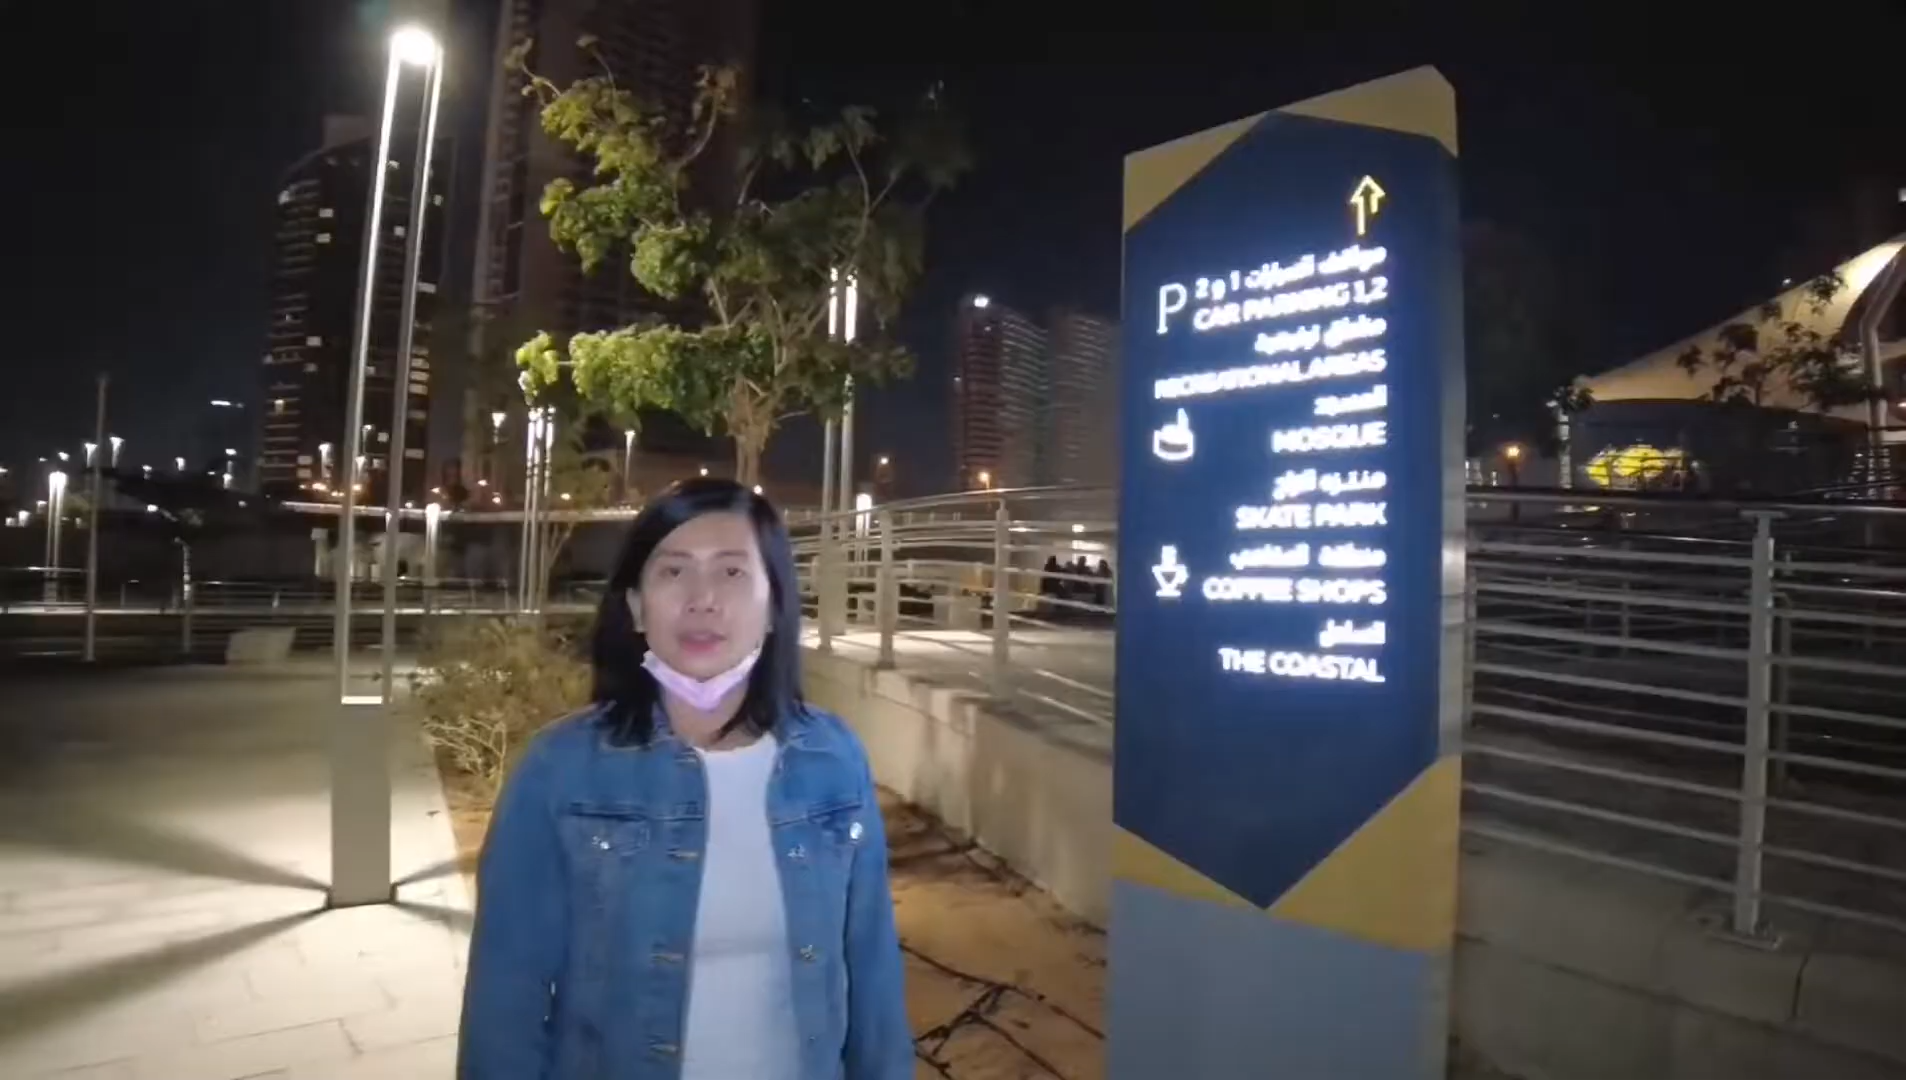 مواقف السيارات 1 و 2
P CAR PARKING 1,2
مناطق ترفيهية
RECREATIONAL AREAS
المسجد
MOSQUE
منتزه التزلج
SKATE PARK
منطقة المقاهي
COFFEE SHOPS
الساحل
THE COASTAL